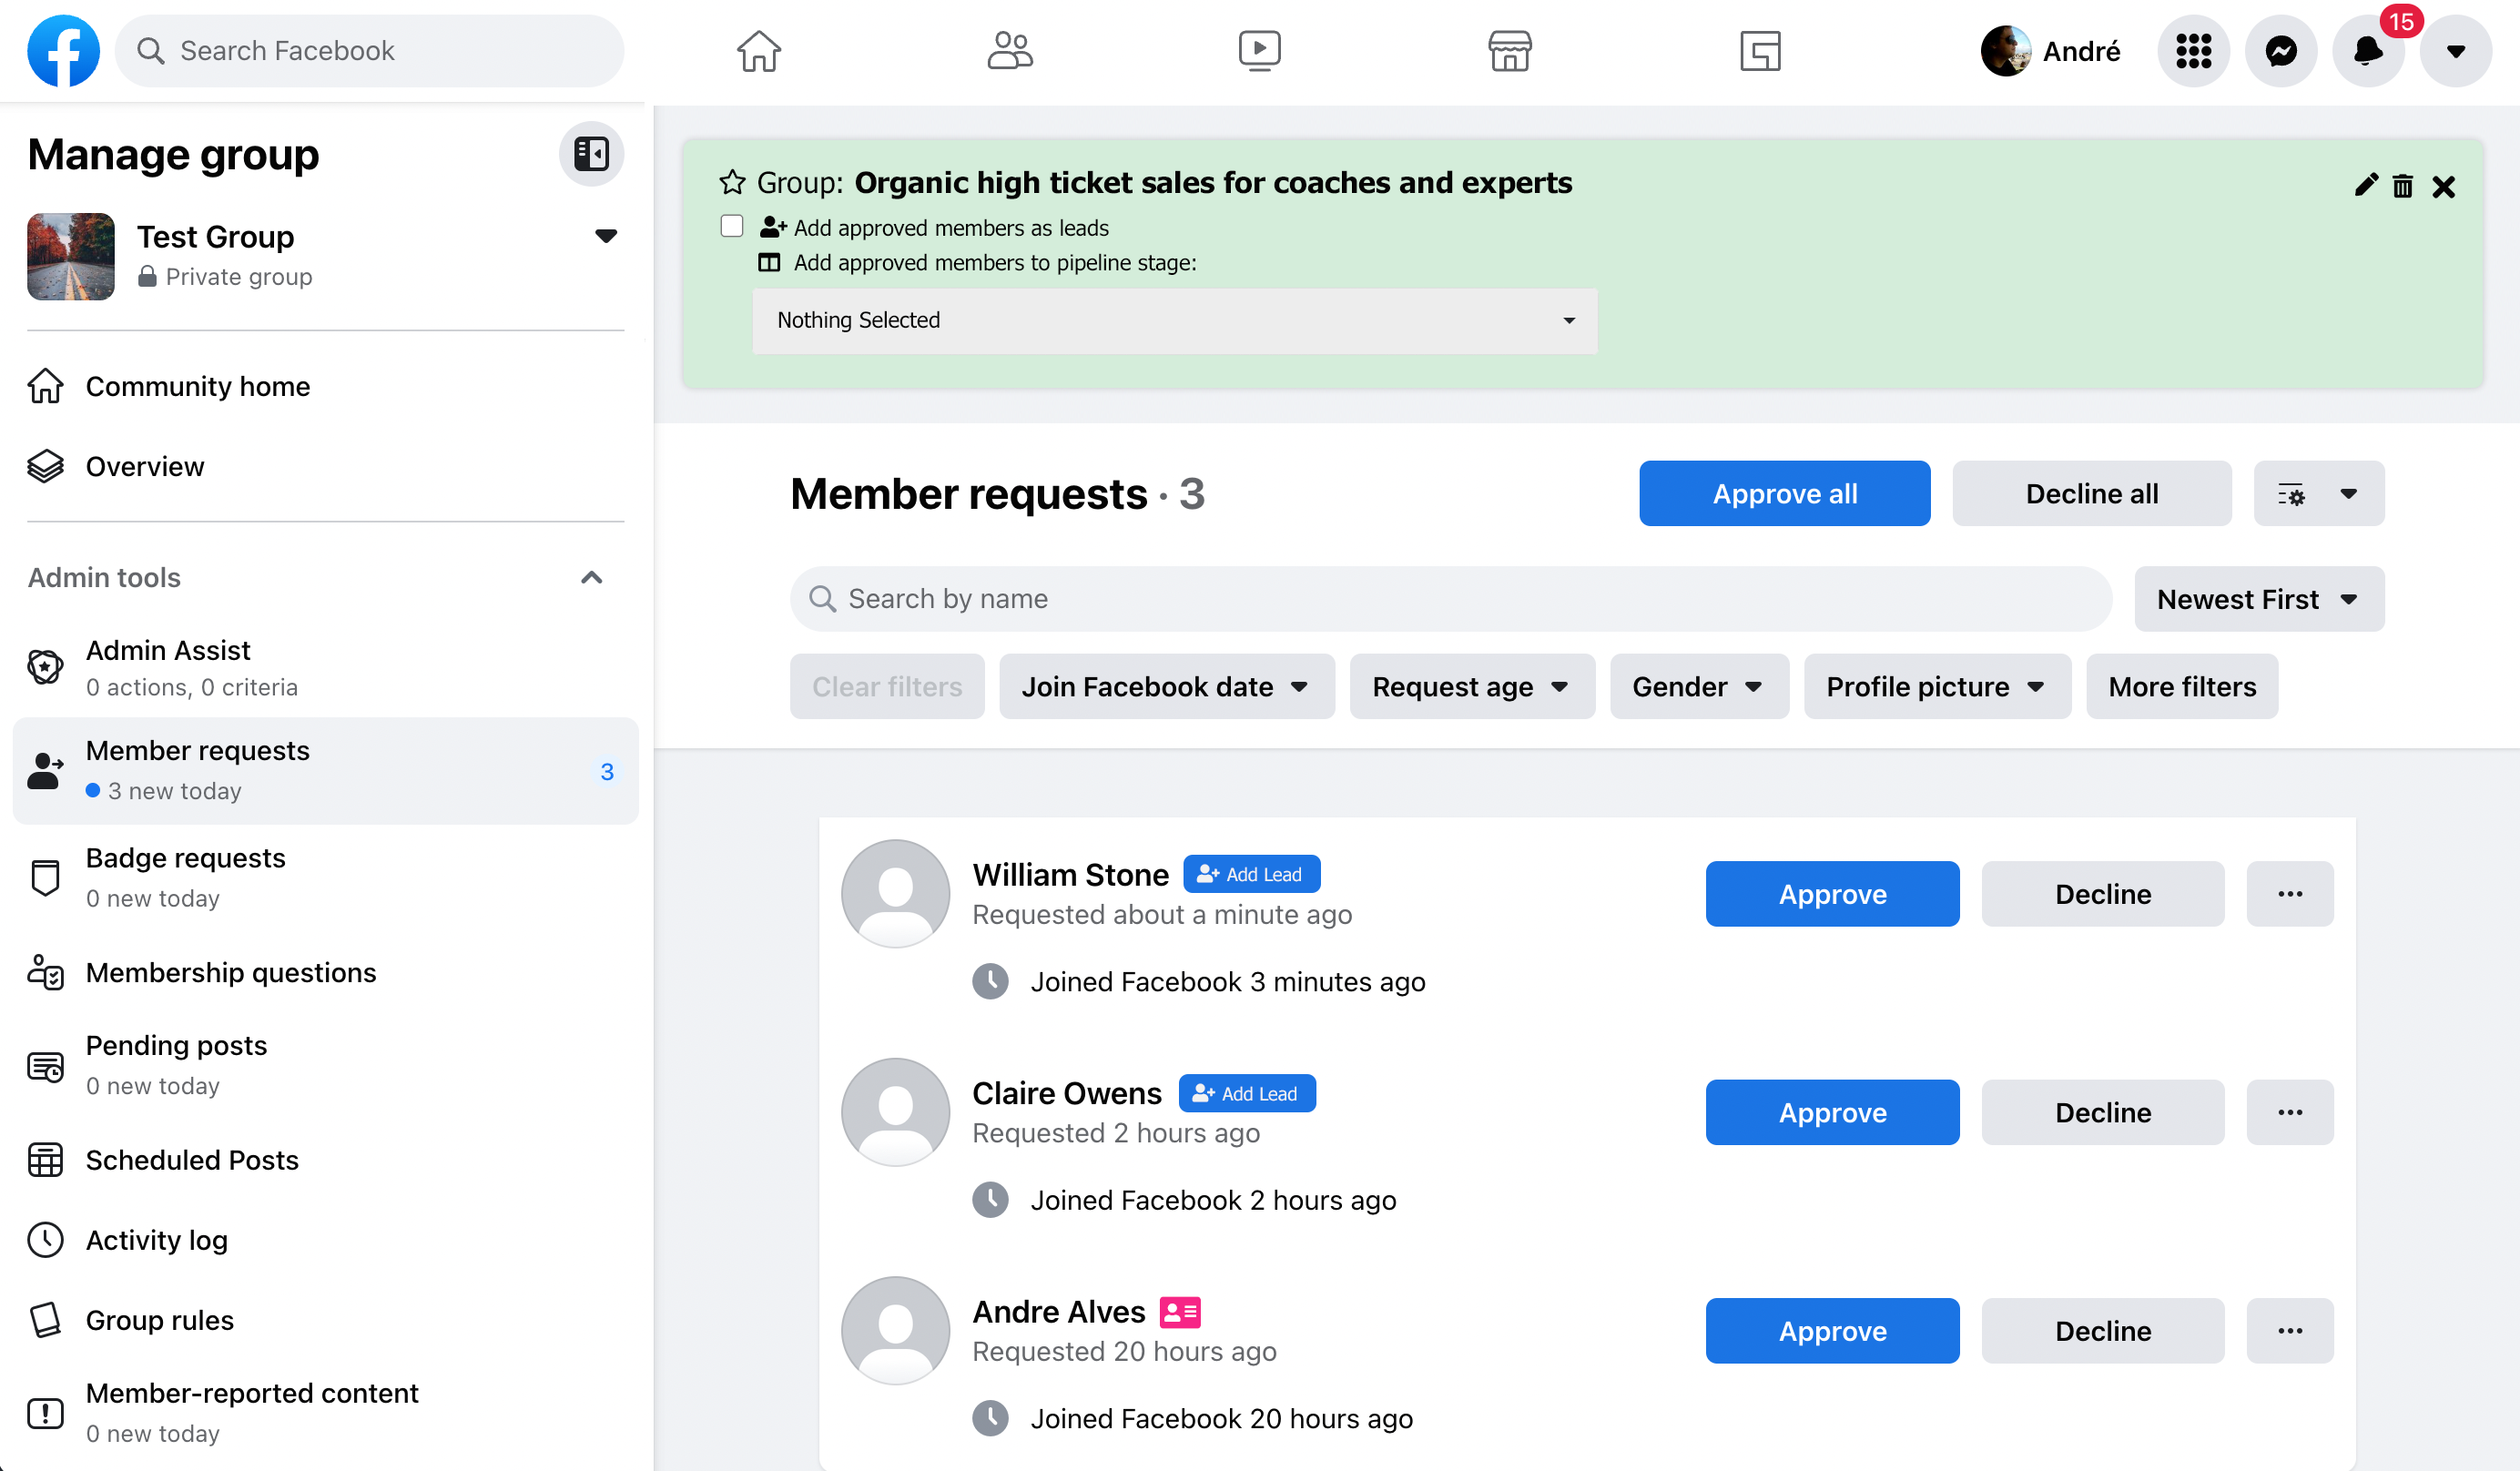 Search Facebook
André
15
Manage group
Test Group
Private group
Community home
Overview
Admin tools
Admin Assist
0 actions, 0 criteria
Member requests
3 new today
3
Badge requests
0 new today
Membership questions
Pending posts
0 new today
Scheduled Posts
Activity log
Group rules
Member-reported content
0 new today
Group: Organic high ticket sales for coaches and experts
Add approved members as leads
Add approved members to pipeline stage:
Nothing Selected
Member requests · 3
Approve all
Decline all
Search by name
Newest First
Clear filters
Join Facebook date
Request age
Gender
Profile picture
More filters
William Stone
Add Lead
Requested about a minute ago
Joined Facebook 3 minutes ago
Approve
Decline
Claire Owens
Add Lead
Requested 2 hours ago
Joined Facebook 2 hours ago
Approve
Decline
Andre Alves
Requested 20 hours ago
Joined Facebook 20 hours ago
Approve
Decline